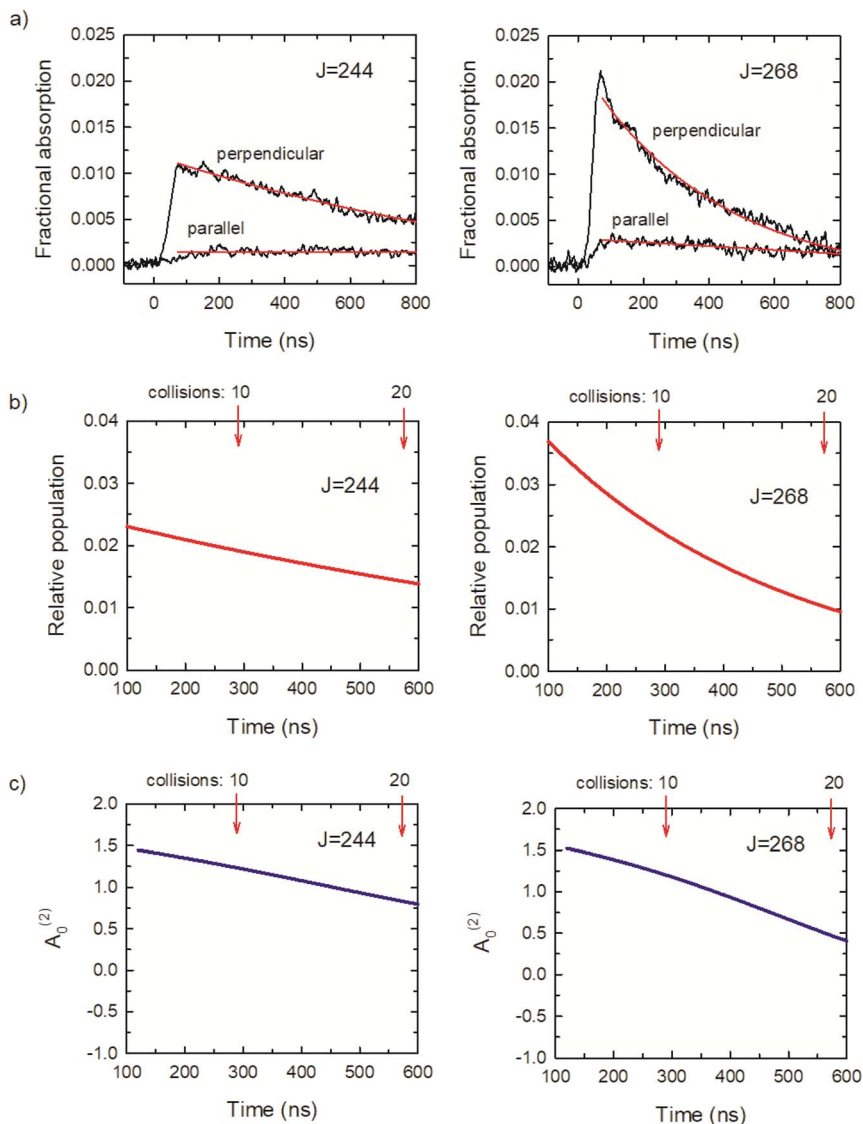 a)
0.025
0.020
0.015
0.010
0.005
0.000
Fractional absorption
J=244
perpendicular
parallel
0 200 400 600 800
Time (ns)
0.025
0.020
0.015
0.010
0.005
0.000
Fractional absorption
J=268
perpendicular
parallel
0 200 400 600 800
Time (ns)
b)
collisions: 10 20
0.04
0.03
0.02
0.01
0.00
Relative population
J=244
100 200 300 400 500 600
Time (ns)
collisions: 10 20
0.04
0.03
0.02
0.01
0.00
Relative population
J=268
100 200 300 400 500 600
Time (ns)
c)
collisions: 10 20
2.0
1.5
1.0
0.5
0.0
-0.5
-1.0
A₀⁽²⁾
J=244
100 200 300 400 500 600
Time (ns)
collisions: 10 20
2.0
1.5
1.0
0.5
0.0
-0.5
-1.0
A₀⁽²⁾
J=268
100 200 300 400 500 600
Time (ns)